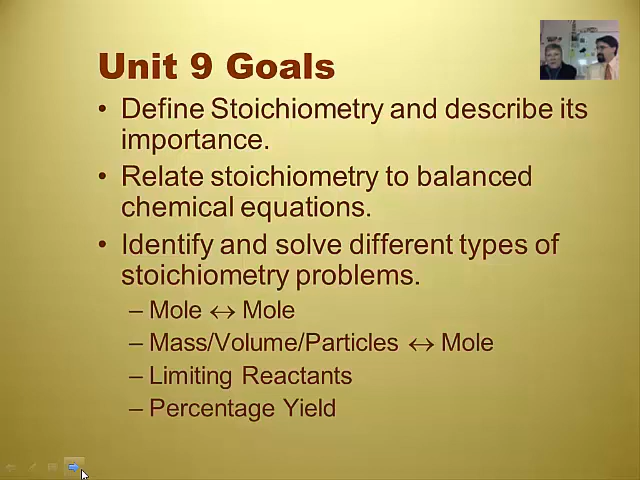 Unit 9 Goals
• Define Stoichiometry and describe its
importance.
• Relate stoichiometry to balanced
chemical equations.
• Identify and solve different types of
stoichiometry problems.
– Mole ↔ Mole
– Mass/Volume/Particles ↔ Mole
– Limiting Reactants
– Percentage Yield